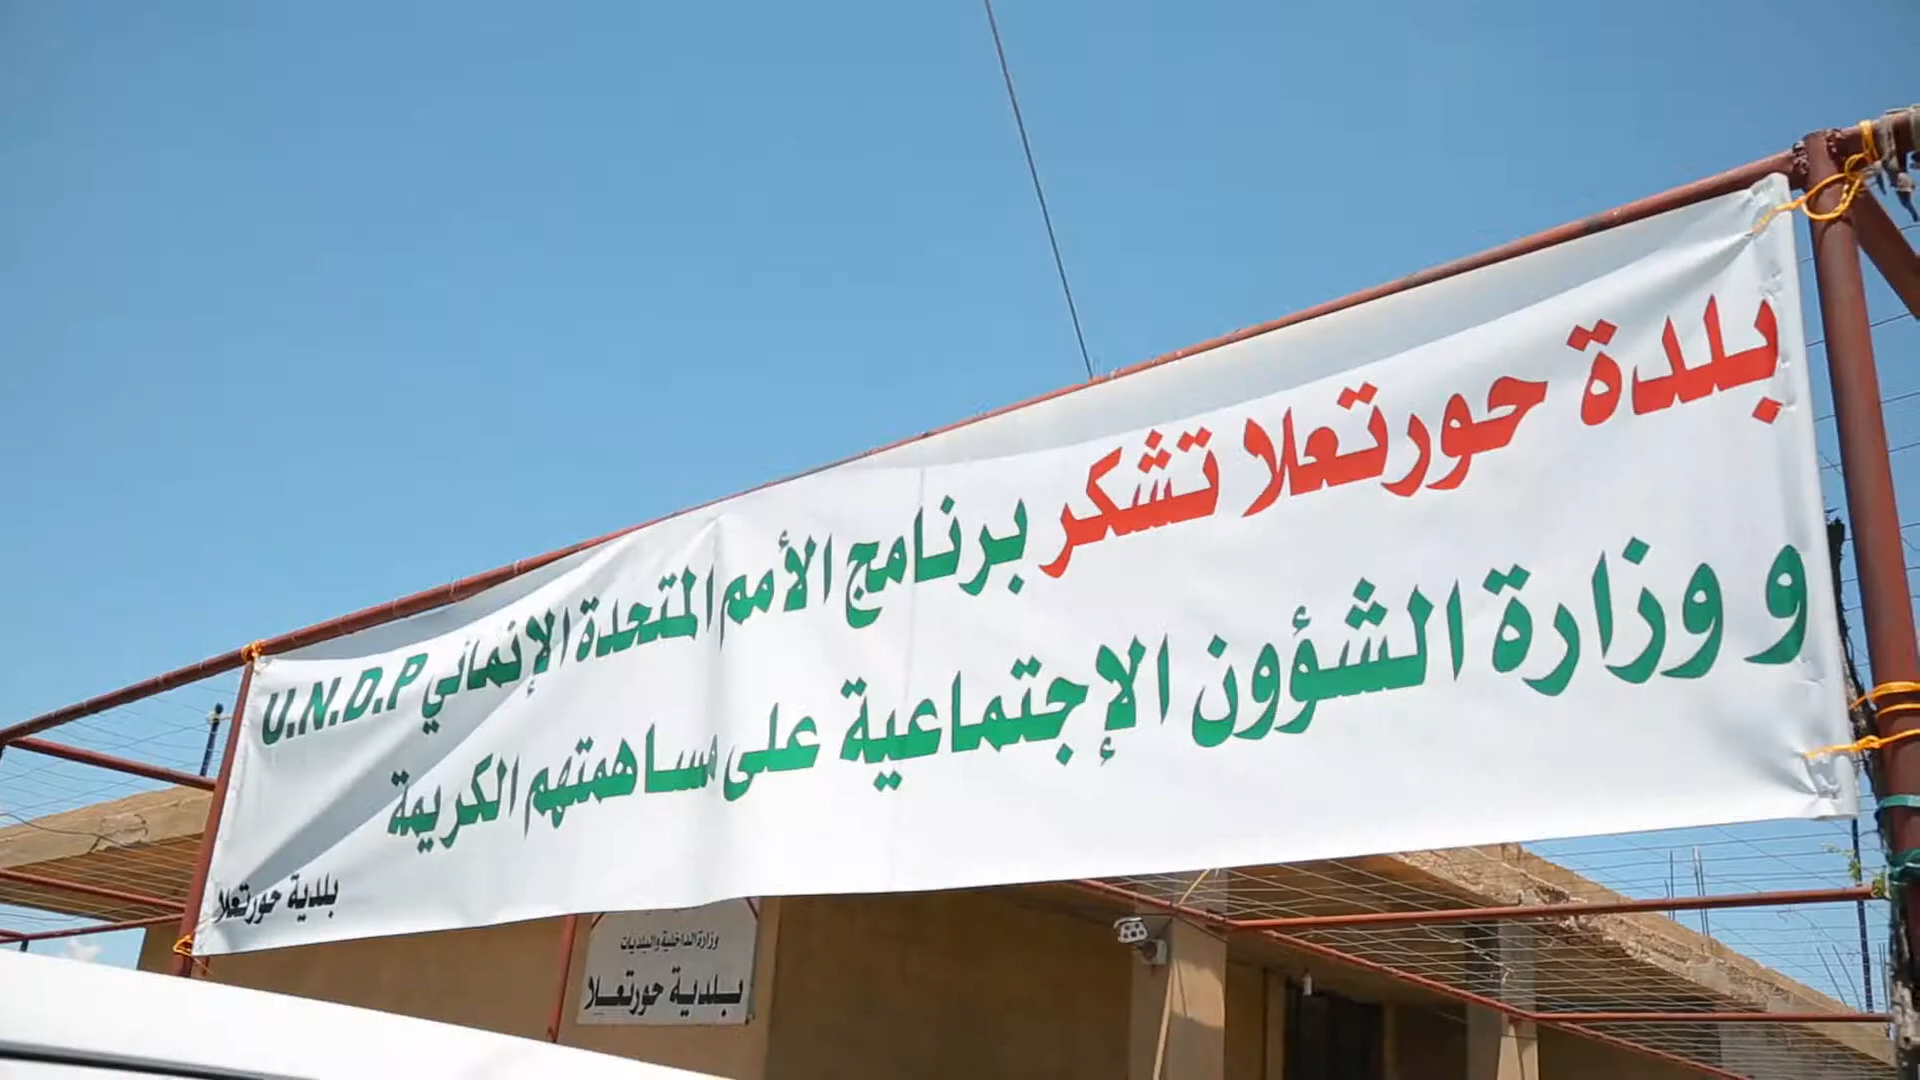 بلدة حورتعلا تشكر برنامج الأمم المتحدة الإنمائي U.N.D.P
و وزارة الشؤون الإجتماعية على مساهمتهم الكريمة
بلدية حورتعلا
وزارة الداخلية والبلديات
بلدية حورتعلا